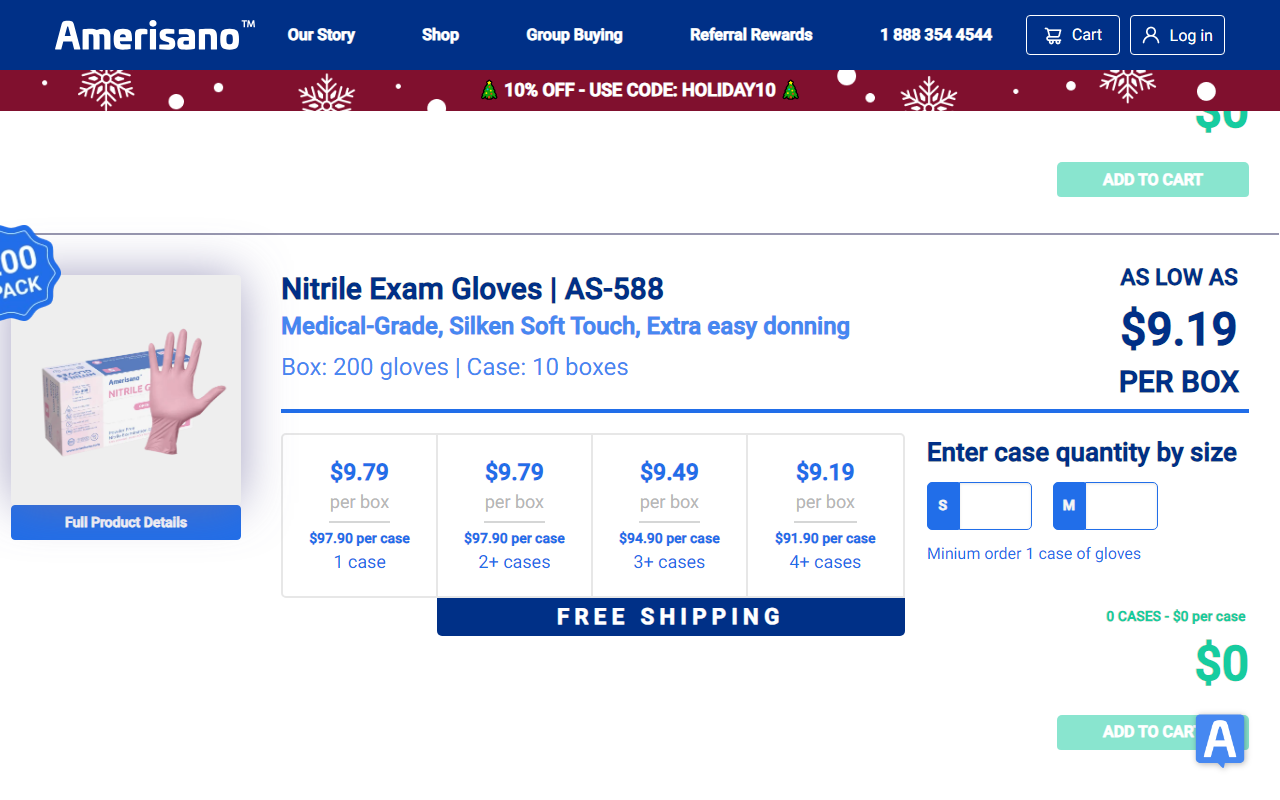 Amerisano™
Our Story
Shop
Group Buying
Referral Rewards
1 888 354 4544
Cart
Log in
10% OFF - USE CODE: HOLIDAY10
$0
ADD TO CART
Nitrile Exam Gloves | AS-588
Medical-Grade, Silken Soft Touch, Extra easy donning
Box: 200 gloves | Case: 10 boxes
AS LOW AS
$9.19
PER BOX
Amerisano
Full Product Details
$9.79
per box
$97.90 per case
1 case
$9.79
per box
$97.90 per case
2+ cases
$9.49
per box
$94.90 per case
3+ cases
$9.19
per box
$91.90 per case
4+ cases
FREE SHIPPING
Enter case quantity by size
S
M
Minium order 1 case of gloves
0 CASES - $0 per case
$0
ADD TO CAR
A